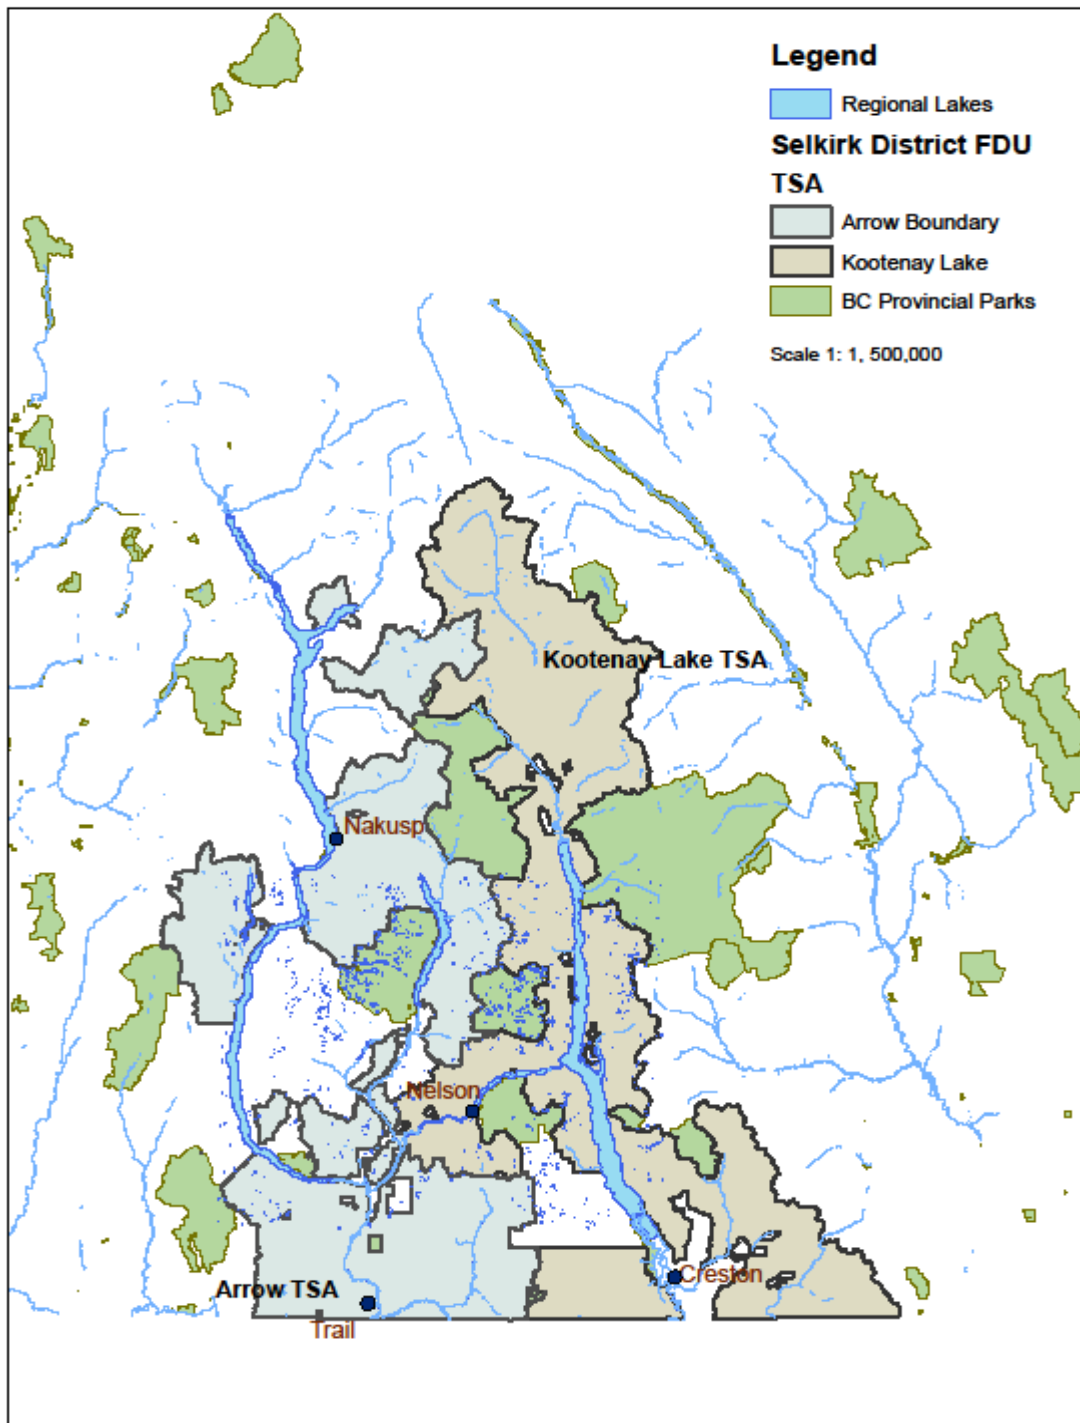 Legend
Regional Lakes
Selkirk District FDU
TSA
Arrow Boundary
Kootenay Lake
BC Provincial Parks
Scale 1: 1, 500,000
Kootenay Lake TSA
Nakusp
Nelson
Creston
Arrow TSA
Trail